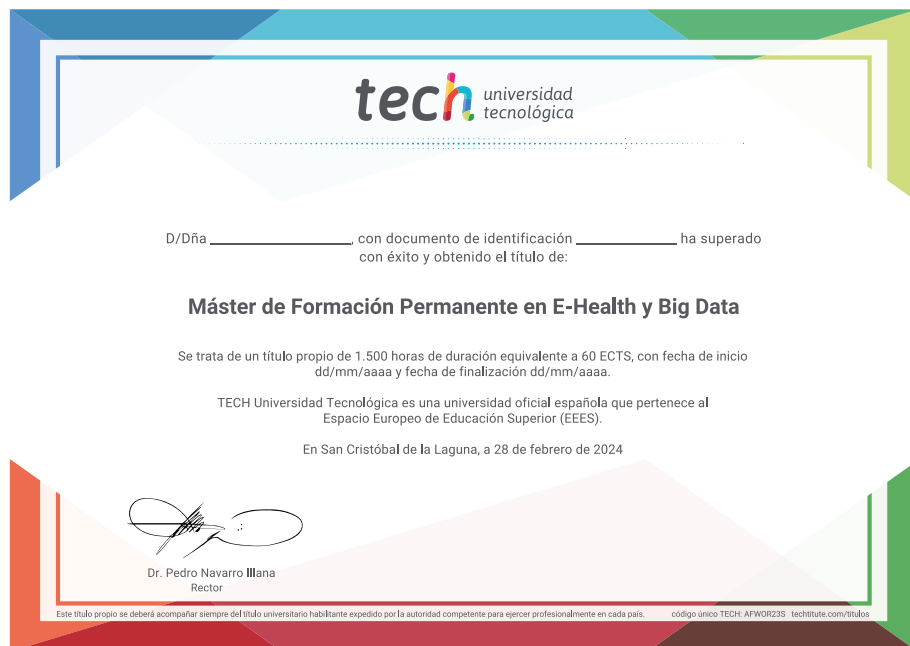 tech universidad
tecnológica
D/Dña ________________, con documento de identificación ____________ ha superado
con éxito y obtenido el título de:
Máster de Formación Permanente en E-Health y Big Data
Se trata de un título propio de 1.500 horas de duración equivalente a 60 ECTS, con fecha de inicio
dd/mm/aaaa y fecha de finalización dd/mm/aaaa.
TECH Universidad Tecnológica es una universidad oficial española que pertenece al
Espacio Europeo de Educación Superior (EEES).
En San Cristóbal de la Laguna, a 28 de febrero de 2024
Dr. Pedro Navarro Illana
Rector
Este título propio se deberá acompañar siempre del título universitario habilitante expedido por la autoridad competente para ejercer profesionalmente en cada país. código único TECH: AFWOR23S techtitute.com/titulos